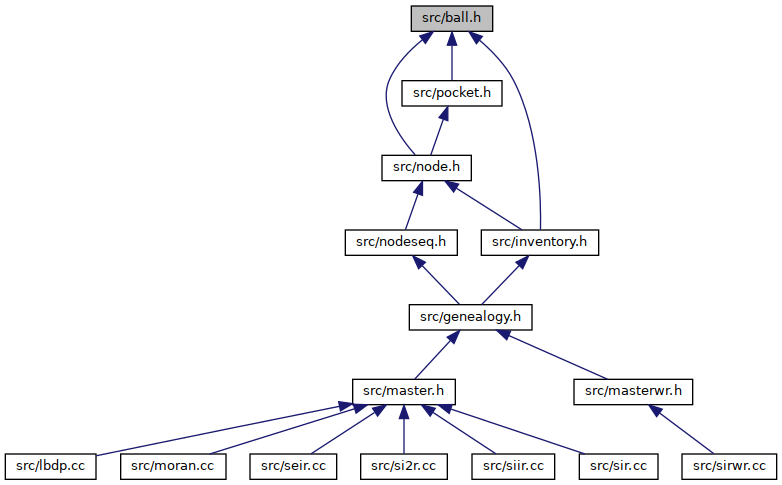 src/ball.h
src/pocket.h
src/node.h
src/nodeseq.h
src/inventory.h
src/genealogy.h
src/master.h
src/masterwr.h
src/lbdp.cc
src/moran.cc
src/seir.cc
src/si2r.cc
src/siir.cc
src/sir.cc
src/sirwr.cc